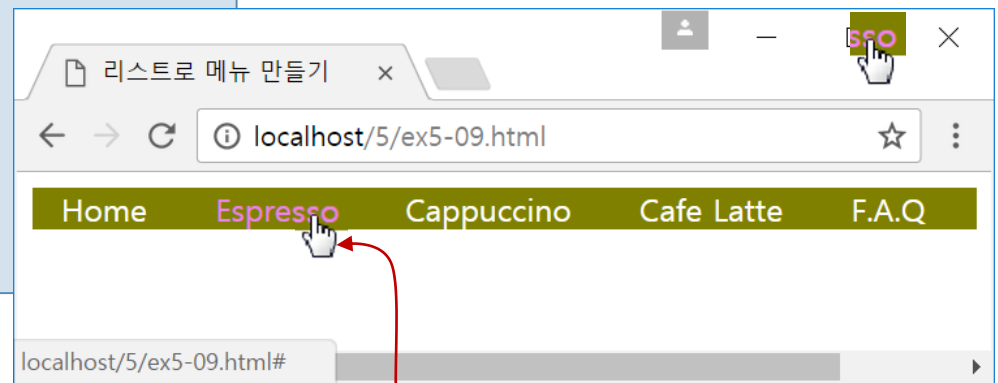 sso
리스트로 메뉴 만들기
localhost/5/ex5-09.html
Home Espresso Cappuccino Cafe Latte F.A.Q
localhost/5/ex5-09.html#